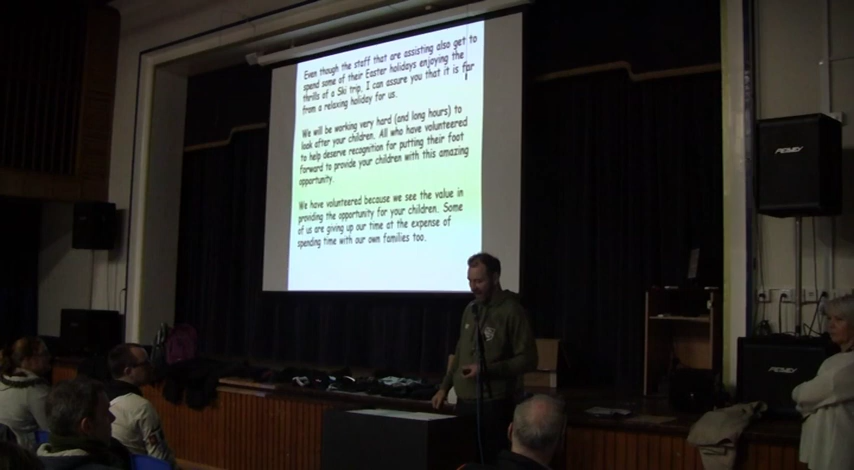 Even though the staff that are assisting also get to
spend some of their Easter holidays enjoying the
thrills of a Ski trip, I can assure you that it is far
from a relaxing holiday for us.
We will be working very hard (and long hours) to
look after your children. All who have volunteered
to help deserve recognition for putting their foot
forward to provide your children with this amazing
opportunity.
We have volunteered because we see the value in
providing the opportunity for your children. Some
of us are giving up our time at the expense of
spending time with our own families too.
PEAVEY
PEAVEY